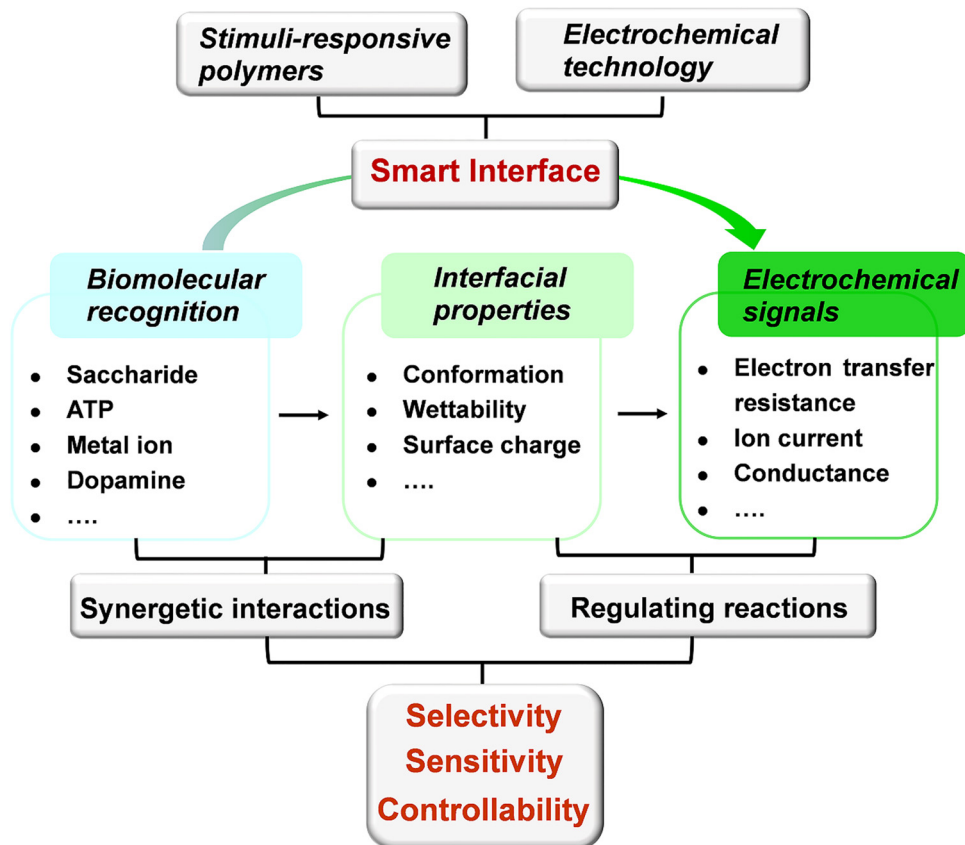 Stimuli-responsive
polymers
Electrochemical
technology
Smart Interface
Biomolecular
recognition
● Saccharide
● ATP
● Metal ion
● Dopamine
● ....
Interfacial
properties
● Conformation
● Wettability
● Surface charge
● ....
Electrochemical
signals
● Electron transfer
resistance
● Ion current
● Conductance
● ....
Synergetic interactions
Regulating reactions
Selectivity
Sensitivity
Controllability